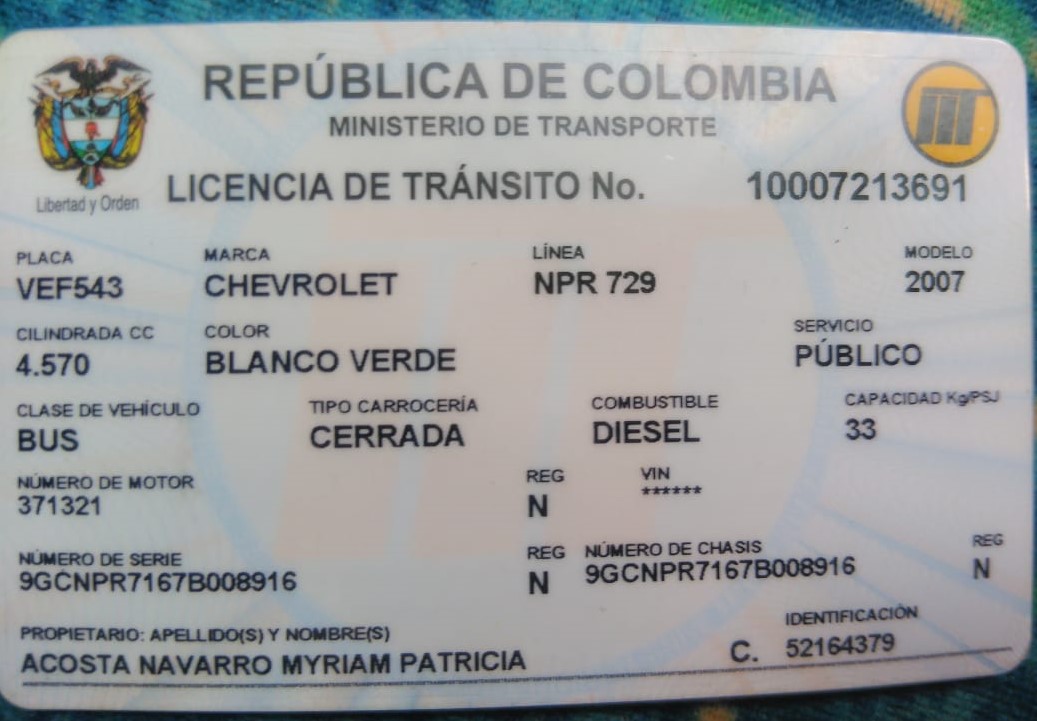 REPÚBLICA DE COLOMBIA
MINISTERIO DE TRANSPORTE
Libertad y Orden
LICENCIA DE TRÁNSITO No. 10007213691
PLACA MARCA LÍNEA MODELO
VEF543 CHEVROLET NPR 729 2007
CILINDRADA CC COLOR SERVICIO
4.570 BLANCO VERDE PÚBLICO
CLASE DE VEHÍCULO TIPO CARROCERÍA COMBUSTIBLE CAPACIDAD Kg/PSJ
BUS CERRADA DIESEL 33
NÚMERO DE MOTOR REG VIN
371321 N ******
NÚMERO DE SERIE REG NÚMERO DE CHASIS REG
9GCNPR7167B008916 N 9GCNPR7167B008916 N
PROPIETARIO: APELLIDO(S) Y NOMBRE(S) IDENTIFICACIÓN
ACOSTA NAVARRO MYRIAM PATRICIA C. 52164379